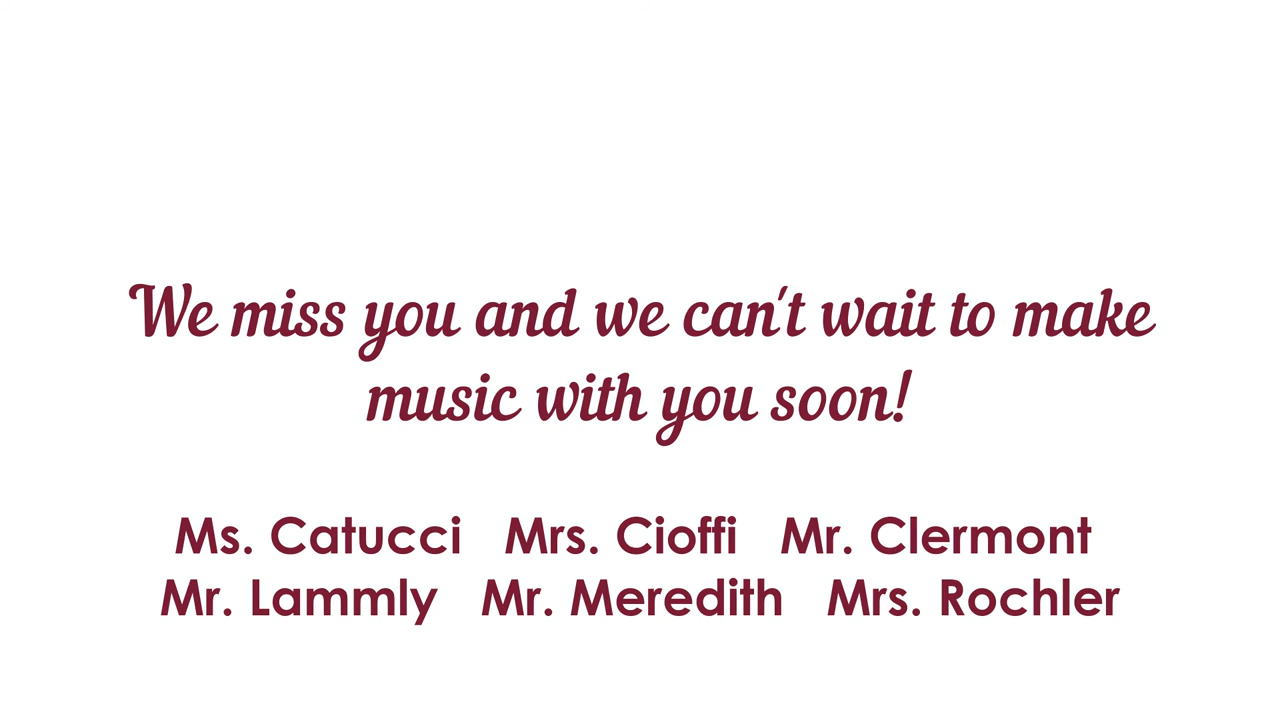 We miss you and we can't wait to make
music with you soon!
Ms. Catucci Mrs. Cioffi Mr. Clermont
Mr. Lammly Mr. Meredith Mrs. Rochler